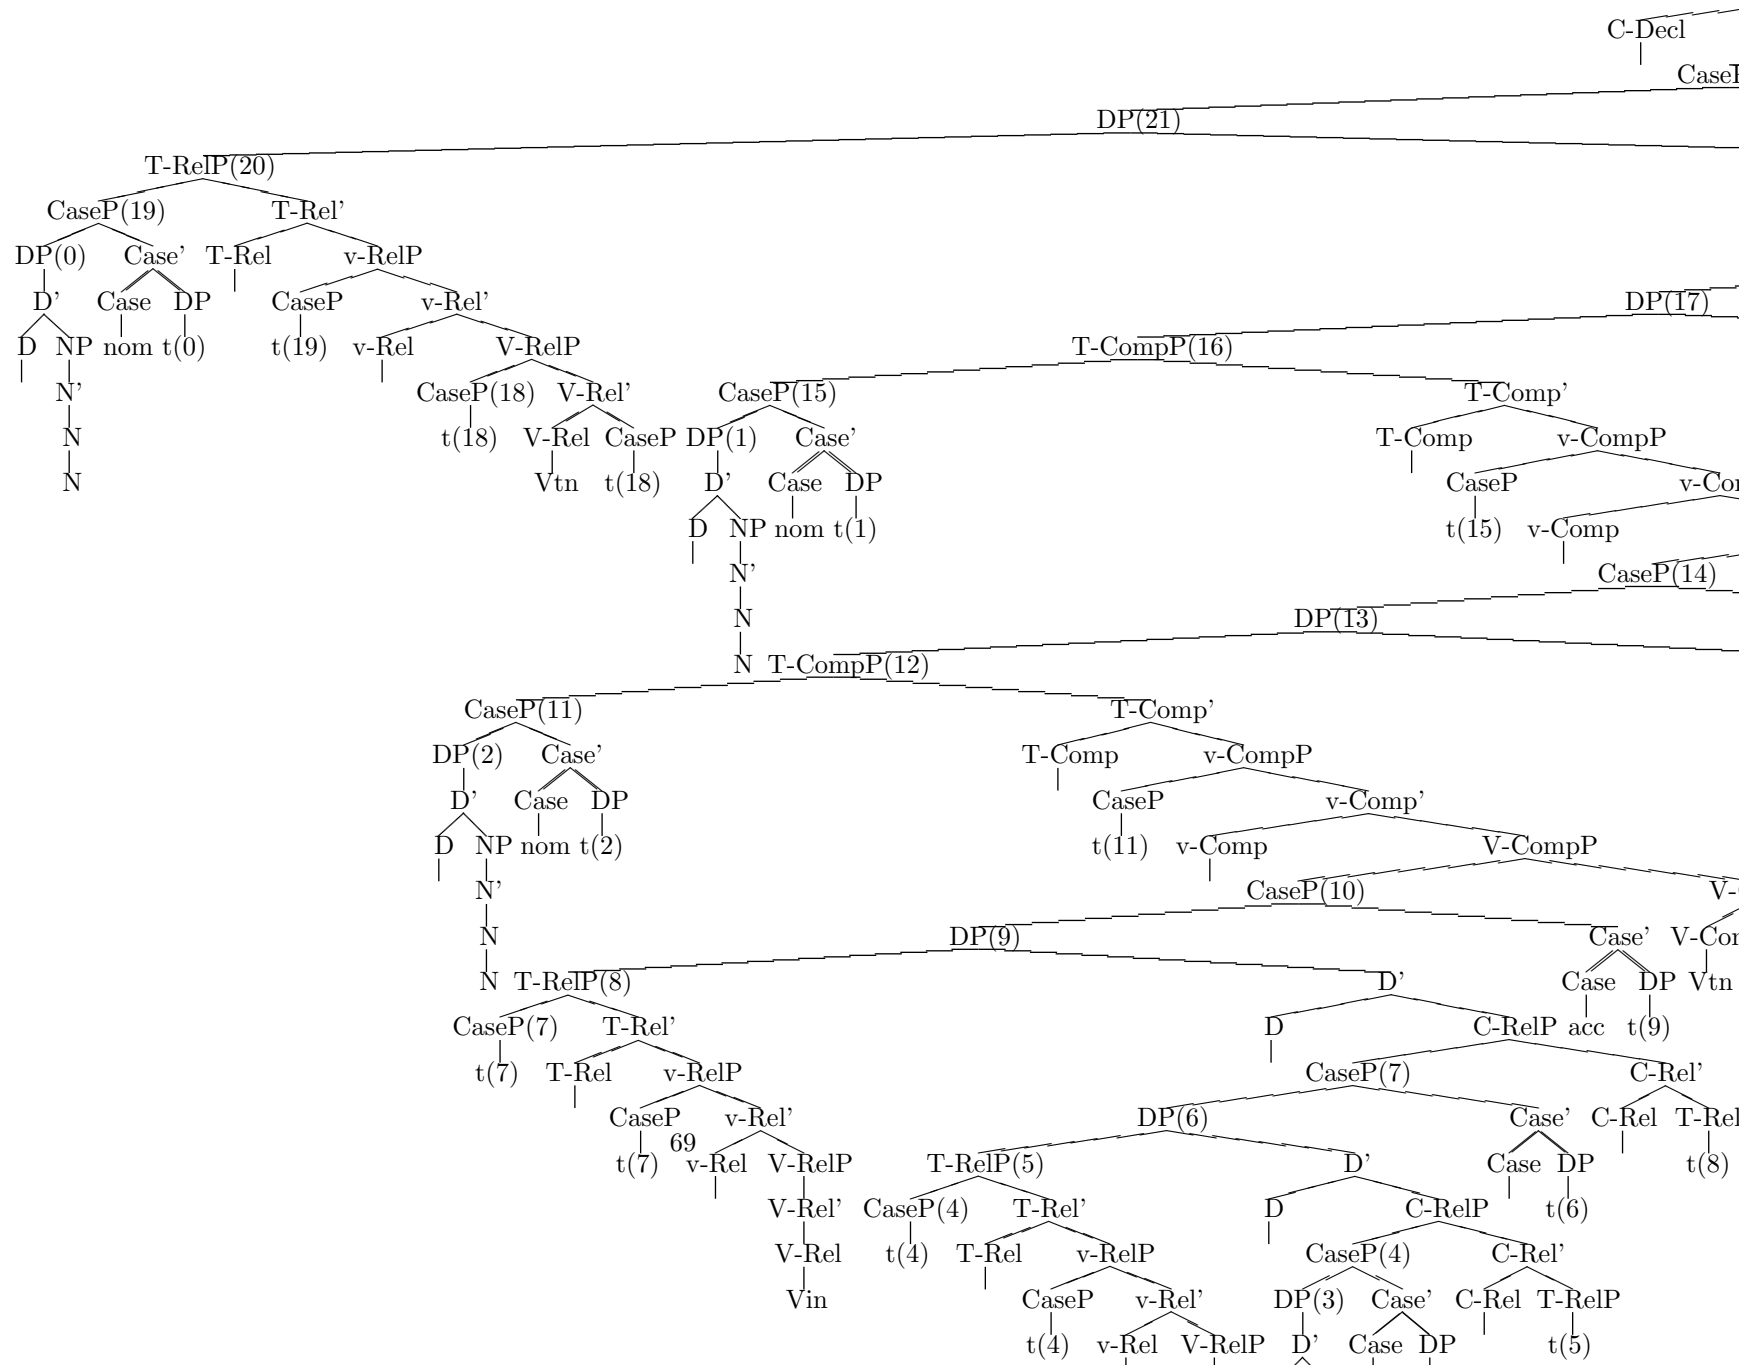 C-Decl
CaseP
DP(21)
T-RelP(20)
CaseP(19) T-Rel'
DP(0) Case' T-Rel v-RelP
D' Case DP CaseP v-Rel' DP(17)
D NP nom t(0) t(19) v-Rel V-RelP T-CompP(16)
N' CaseP(18) V-Rel' CaseP(15) T-Comp'
N t(18) V-Rel CaseP DP(1) Case' T-Comp v-CompP
N Vtn t(18) D' Case DP CaseP v-Com
D NP nom t(1) t(15) v-Comp
N' CaseP(14)
N DP(13)
N T-CompP(12)
CaseP(11) T-Comp'
DP(2) Case' T-Comp v-CompP
D' Case DP CaseP v-Comp'
D NP nom t(2) t(11) v-Comp V-CompP
N' CaseP(10) V-
N DP(9) Case' V-Com
N T-RelP(8) D' Case DP Vtn
CaseP(7) T-Rel' D C-RelP acc t(9)
t(7) T-Rel v-RelP CaseP(7) C-Rel'
CaseP v-Rel' DP(6) Case' C-Rel T-Rel
69
t(7) v-Rel V-RelP T-RelP(5) D' Case DP t(8)
V-Rel' CaseP(4) T-Rel' D C-RelP t(6)
V-Rel t(4) T-Rel v-RelP CaseP(4) C-Rel'
Vin CaseP v-Rel' DP(3) Case' C-Rel T-RelP
t(4) v-Rel V-RelP D' Case DP t(5)